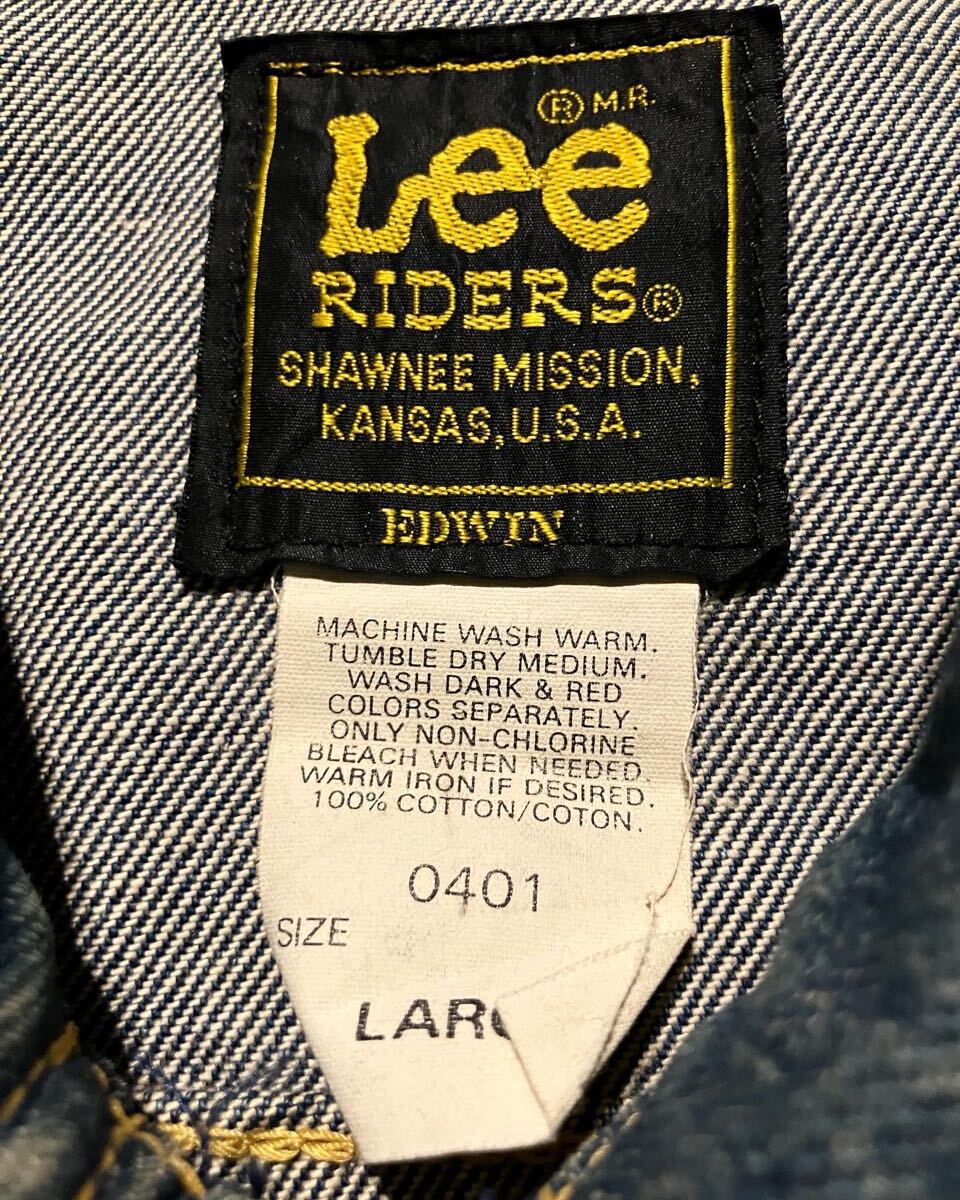 ® M.R.
Lee
RIDERS®
SHAWNEE MISSION,
KANSAS, U.S.A.
EDWIN
MACHINE WASH WARM.
TUMBLE DRY MEDIUM.
WASH DARK & RED
COLORS SEPARATELY.
ONLY NON-CHLORINE
BLEACH WHEN NEEDED.
WARM IRON IF DESIRED.
100% COTTON/COTON.
0401
SIZE
LAR